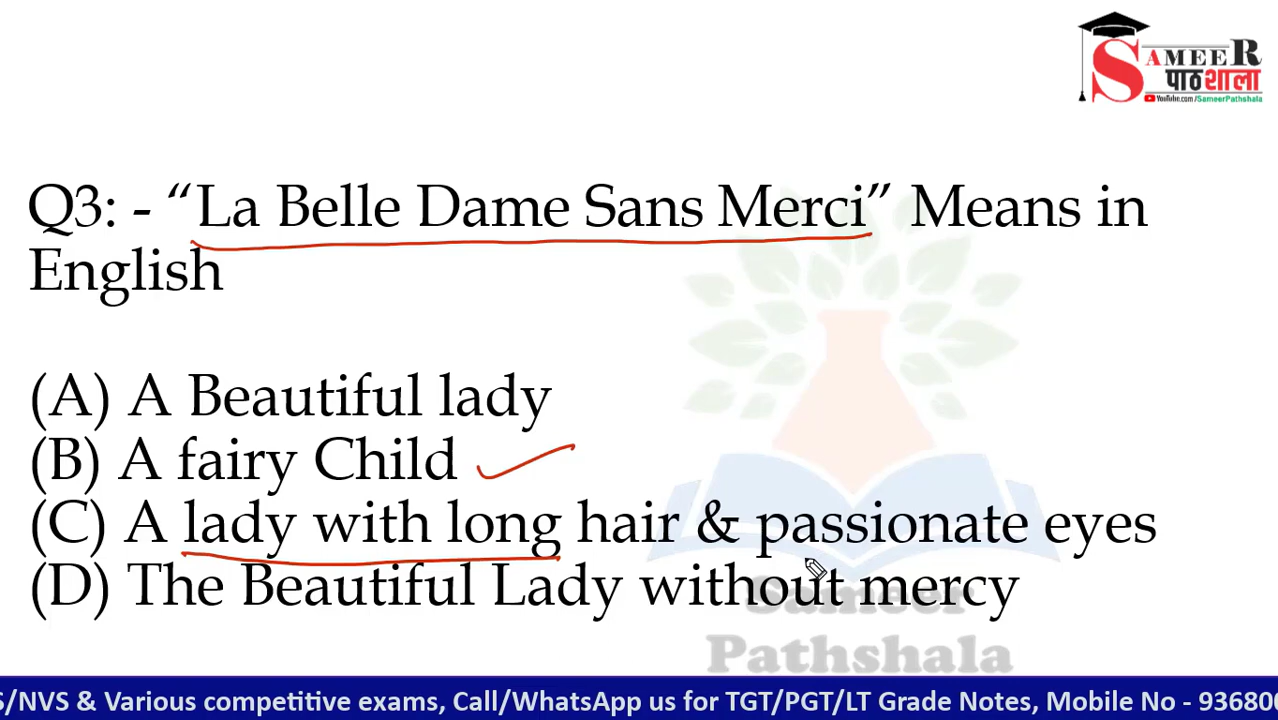 SAMEER
पाठशाला
YouTube.com/SameerPathshala
Q3: - “La Belle Dame Sans Merci” Means in
English
(A) A Beautiful lady
(B) A fairy Child
(C) A lady with long hair & passionate eyes
(D) The Beautiful Lady without mercy
Sameer
Pathshala
S/NVS & Various competitive exams, Call/WhatsApp us for TGT/PGT/LT Grade Notes, Mobile No - 93680